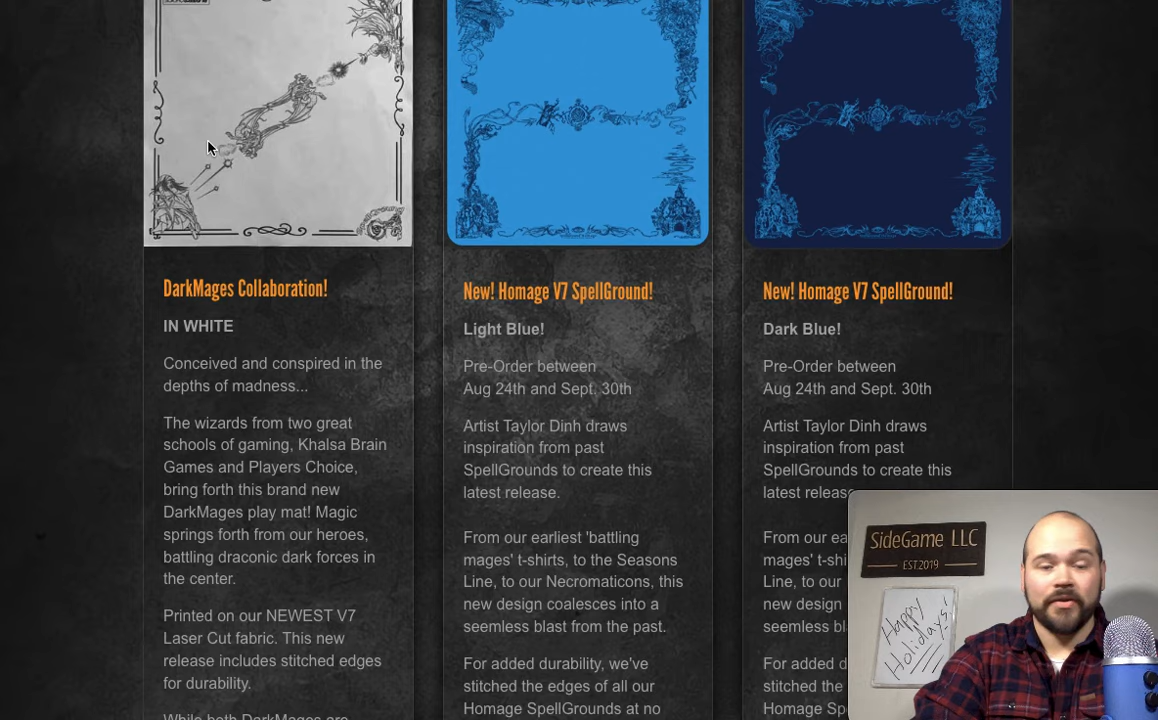 DarkMages Collaboration!
IN WHITE
Conceived and conspired in the
depths of madness...
The wizards from two great
schools of gaming, Khalsa Brain
Games and Players Choice,
bring forth this brand new
DarkMages play mat! Magic
springs forth from our heroes,
battling draconic dark forces in
the center.
Printed on our NEWEST V7
Laser Cut fabric. This new
release includes stitched edges
for durability.
While both DarkMages are
New! Homage V7 SpellGround!
Light Blue!
Pre-Order between
Aug 24th and Sept. 30th
Artist Taylor Dinh draws
inspiration from past
SpellGrounds to create this
latest release.
From our earliest 'battling
mages' t-shirts, to the Seasons
Line, to our Necromaticons, this
new design coalesces into a
seemless blast from the past.
For added durability, we've
stitched the edges of all our
Homage SpellGrounds at no
New! Homage V7 SpellGround!
Dark Blue!
Pre-Order between
Aug 24th and Sept. 30th
Artist Taylor Dinh draws
inspiration from past
SpellGrounds to create this
latest release.
From our ea
mages' t-shi
Line, to our
new design
seemless bl
For added d
stitched the
Homage Sp
SideGame LLC
EST.2019
Happy
Holidays!